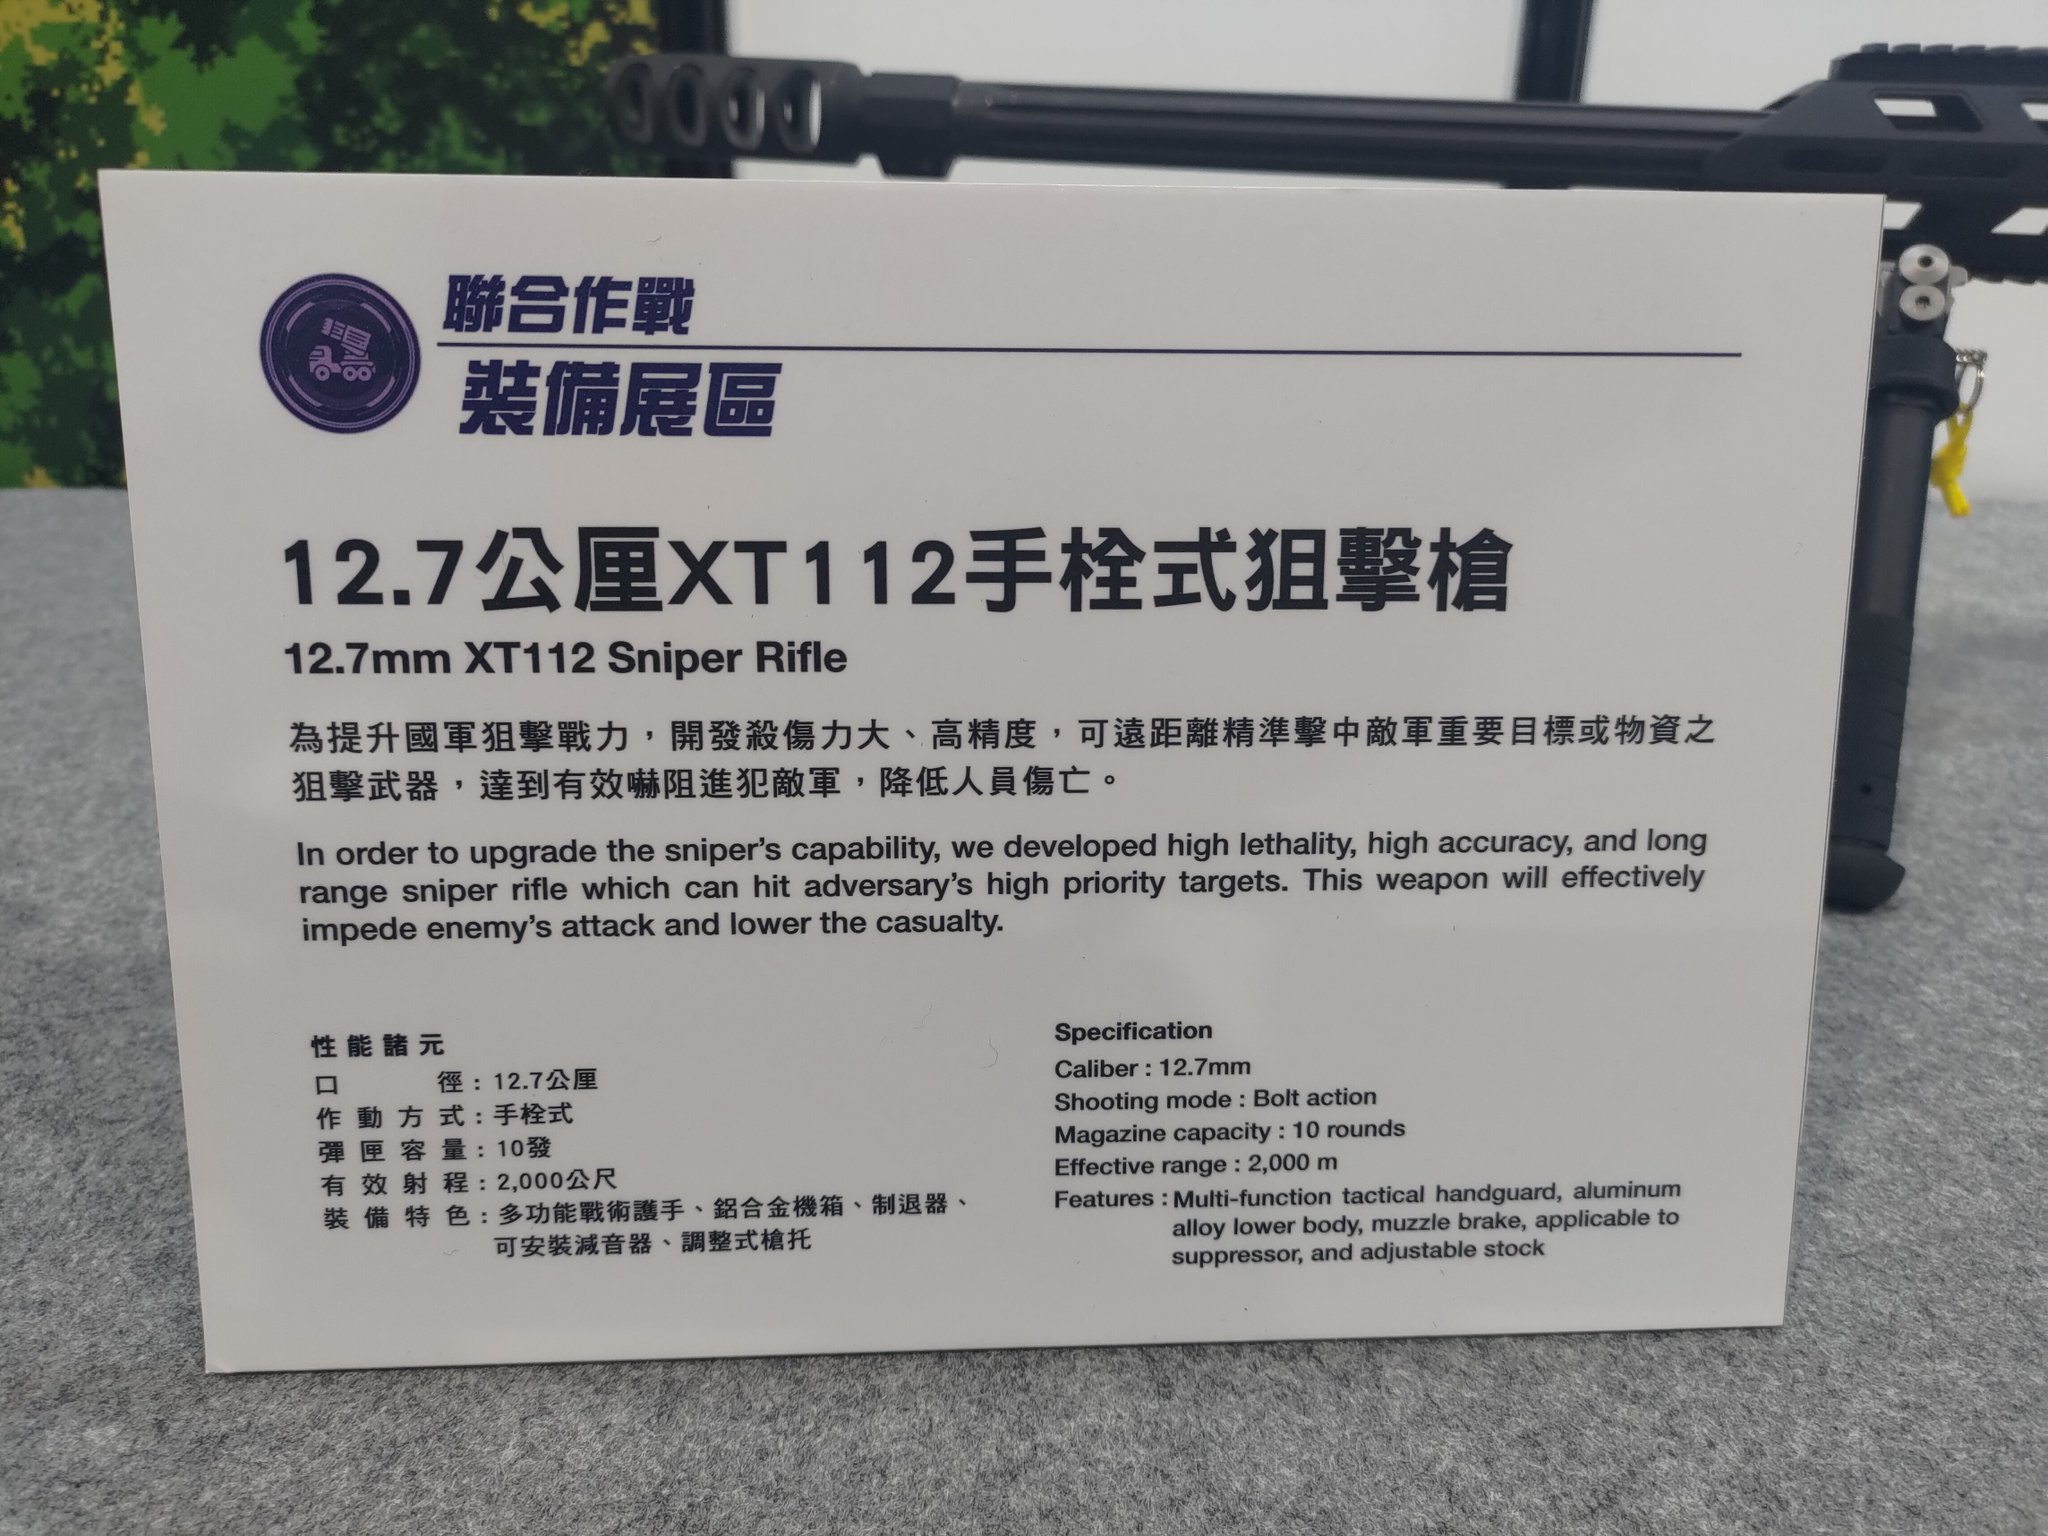 聯合作戰
裝備展區
12.7公厘XT112手栓式狙擊槍
12.7mm XT112 Sniper Rifle
為提升國軍狙擊戰力，開發殺傷力大、高精度，可遠距離精準擊中敵軍重要目標或物資之
狙擊武器，達到有效嚇阻進犯敵軍，降低人員傷亡。
In order to upgrade the sniper's capability, we developed high lethality, high accuracy, and long
range sniper rifle which can hit adversary's high priority targets. This weapon will effectively
impede enemy's attack and lower the casualty.
性能諸元
口徑：12.7公厘
作動方式：手栓式
彈匣容量：10發
有效射程：2,000公尺
裝備特色：多功能戰術護手、鋁合金機箱、制退器、
可安裝減音器、調整式槍托
Specification
Caliber : 12.7mm
Shooting mode : Bolt action
Magazine capacity : 10 rounds
Effective range : 2,000 m
Features : Multi-function tactical handguard, aluminum
alloy lower body, muzzle brake, applicable to
suppressor, and adjustable stock